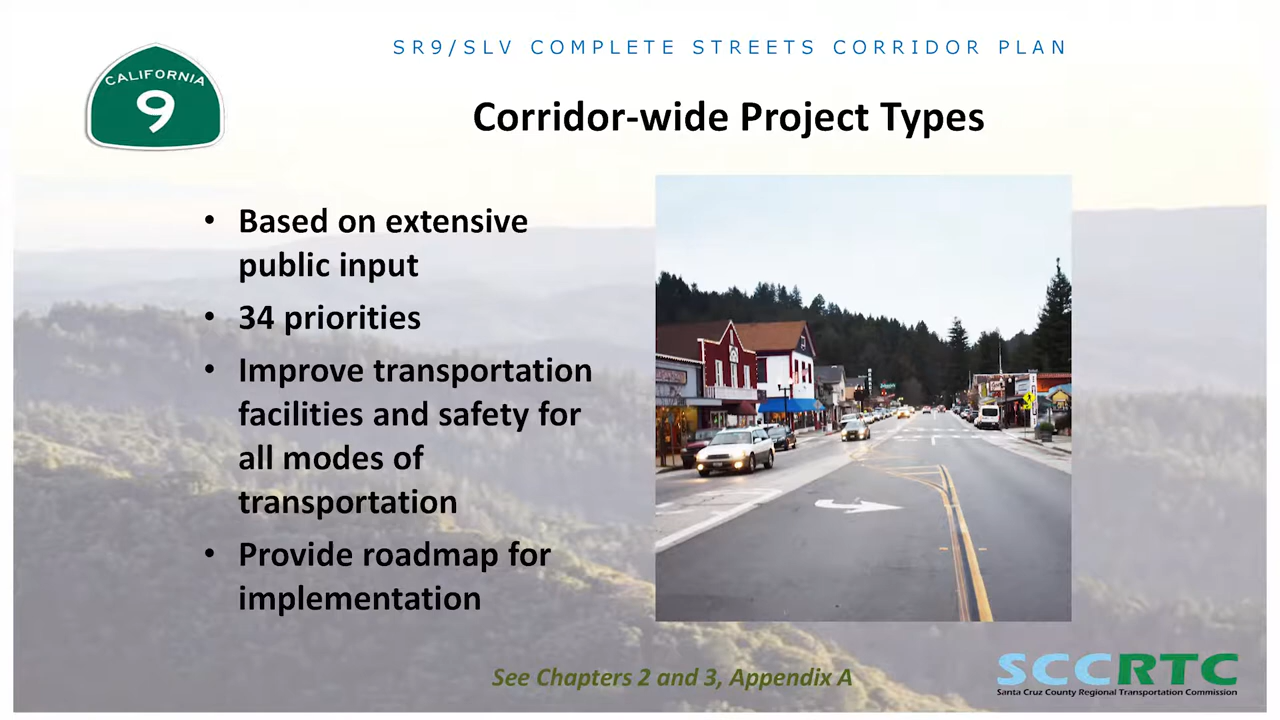 SR9/SLV COMPLETE STREETS CORRIDOR PLAN
CALIFORNIA
9
Corridor-wide Project Types
• Based on extensive
public input
• 34 priorities
• Improve transportation
facilities and safety for
all modes of
transportation
• Provide roadmap for
implementation
See Chapters 2 and 3, Appendix A
SCCRTC
Santa Cruz County Regional Transportation Commission